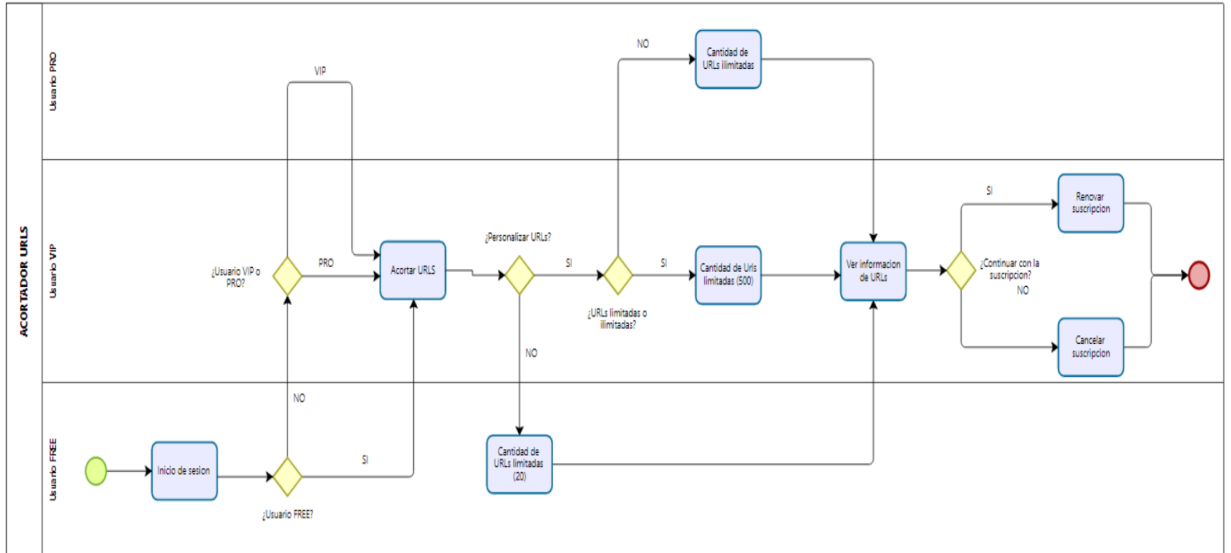 ACORTADOR URLS
Usuario PRO
VIP
NO
Cantidad de
URLs ilimitadas
Usuario VIP
¿Usuario VIP o
PRO?
PRO
Acortar URLS
¿Personalizar URLs?
SI
¿URLs limitadas o
ilimitadas?
SI
Cantidad de Urls
limitadas (500)
Ver informacion
de URLs
SI
¿Continuar con la
suscripcion?
NO
Renovar
suscripcion
Cancelar
suscripcion
NO
Usuario FREE
Inicio de sesion
NO
SI
¿Usuario FREE?
Cantidad de
URLs limitadas
(20)